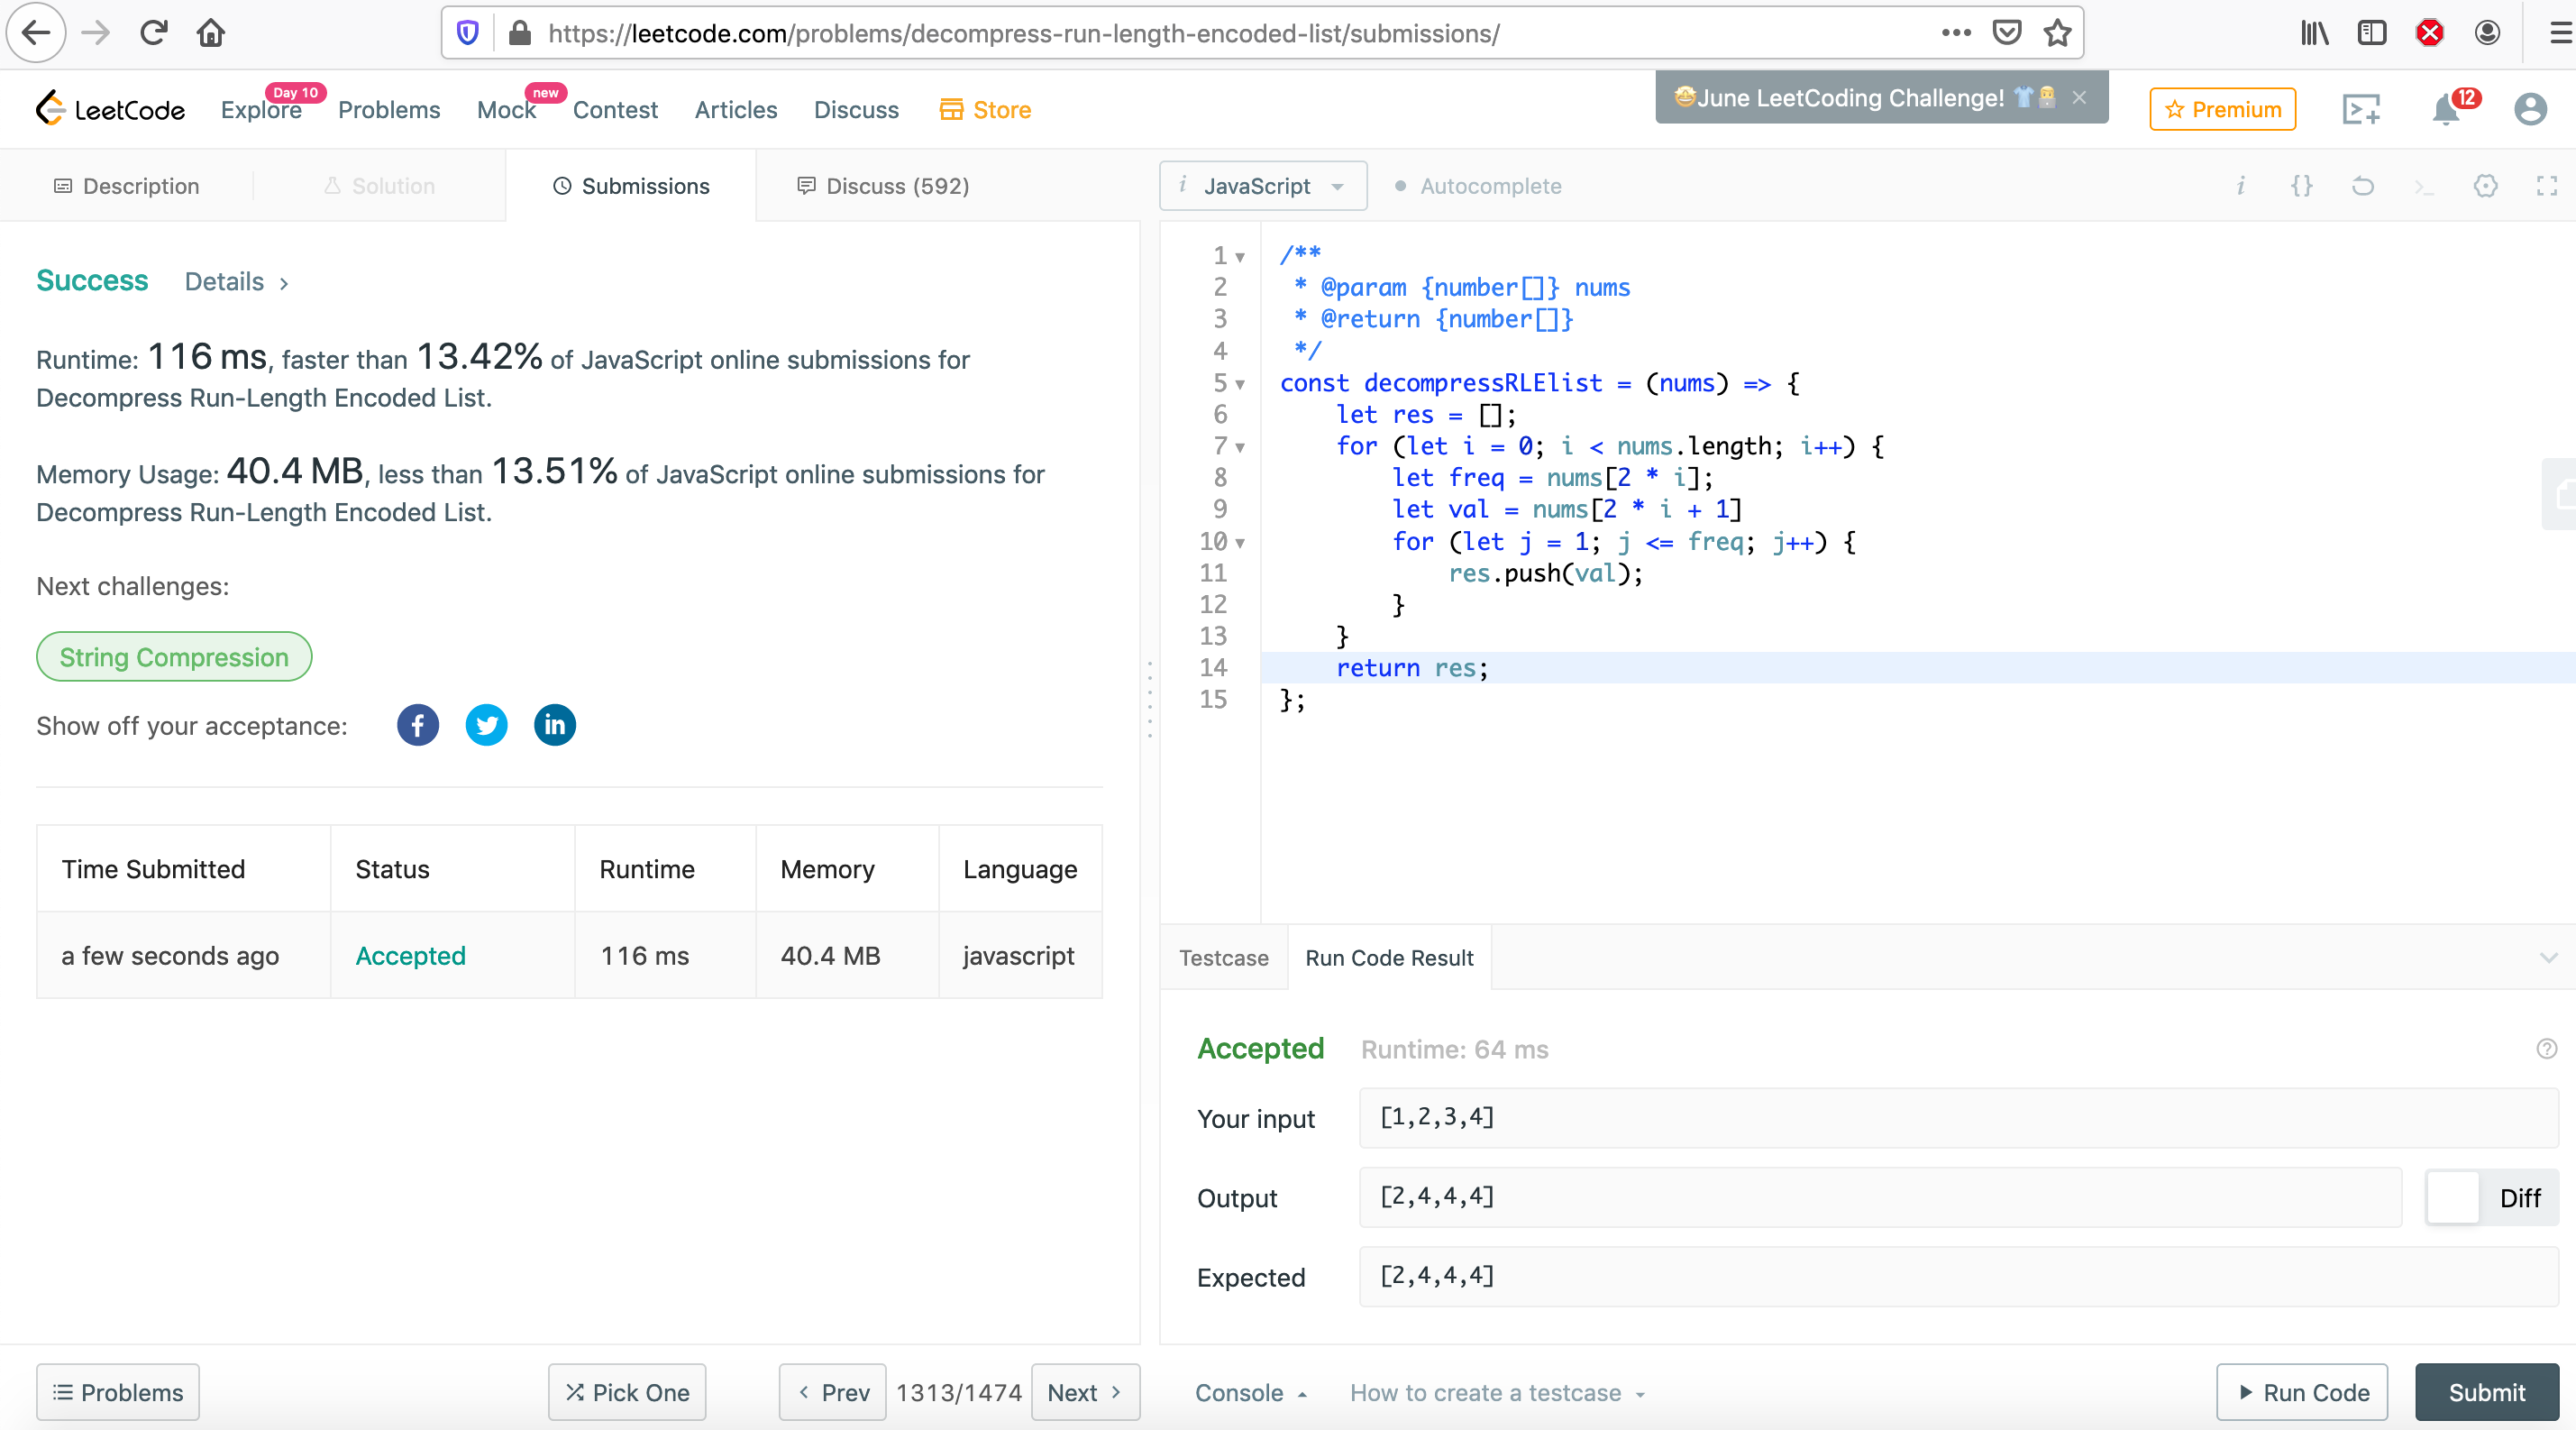 https://leetcode.com/problems/decompress-run-length-encoded-list/submissions/
LeetCode
Explore
Day 10
Problems
Mock
new
Contest
Articles
Discuss
Store
🤩June LeetCoding Challenge! 👕👨‍💻
Premium
12
Description
Solution
Submissions
Discuss (592)
i JavaScript
Autocomplete
Success Details
Runtime: 116 ms, faster than 13.42% of JavaScript online submissions for
Decompress Run-Length Encoded List.
Memory Usage: 40.4 MB, less than 13.51% of JavaScript online submissions for
Decompress Run-Length Encoded List.
Next challenges:
String Compression
Show off your acceptance:
Time Submitted Status Runtime Memory Language
a few seconds ago Accepted 116 ms 40.4 MB javascript
1 /**
2  * @param {number[]} nums
3  * @return {number[]}
4  */
5 const decompressRLElist = (nums) => {
6     let res = [];
7     for (let i = 0; i < nums.length; i++) {
8         let freq = nums[2 * i];
9         let val = nums[2 * i + 1]
10         for (let j = 1; j <= freq; j++) {
11             res.push(val);
12         }
13     }
14     return res;
15 };
Testcase Run Code Result
Accepted Runtime: 64 ms
Your input [1,2,3,4]
Output [2,4,4,4] Diff
Expected [2,4,4,4]
Problems
Pick One
Prev 1313/1474 Next
Console
How to create a testcase
Run Code
Submit